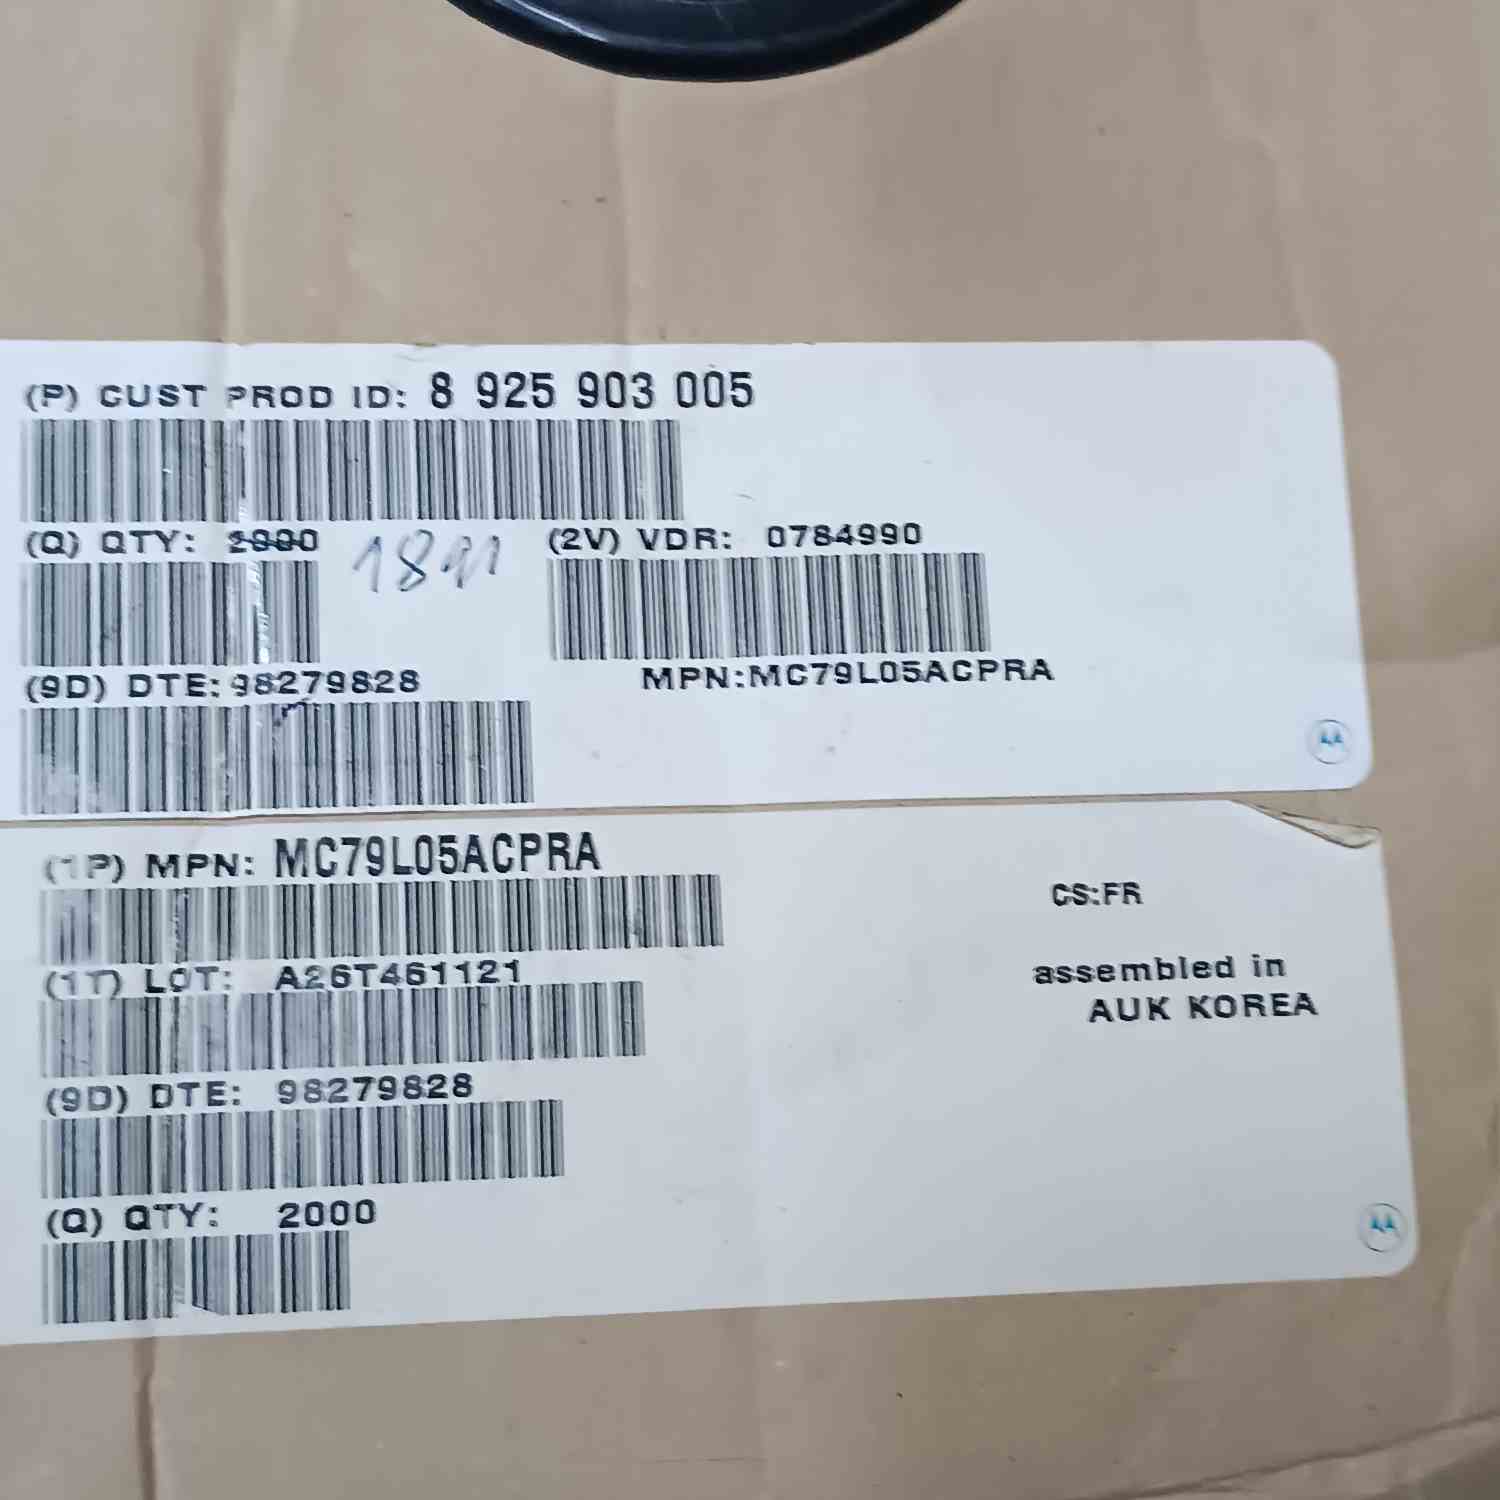 (P) CUST PROD ID: 8 925 903 005
(Q) QTY: 2000 1891 (2V) VDR: 0784990
(9D) DTE: 98279828 MPN:MC79L05ACPRA
(1P) MPN: MC79L05ACPRA
CS:FR
(1T) LOT: A26T461121
assembled in
AUK KOREA
(9D) DTE: 98279828
(Q) QTY: 2000